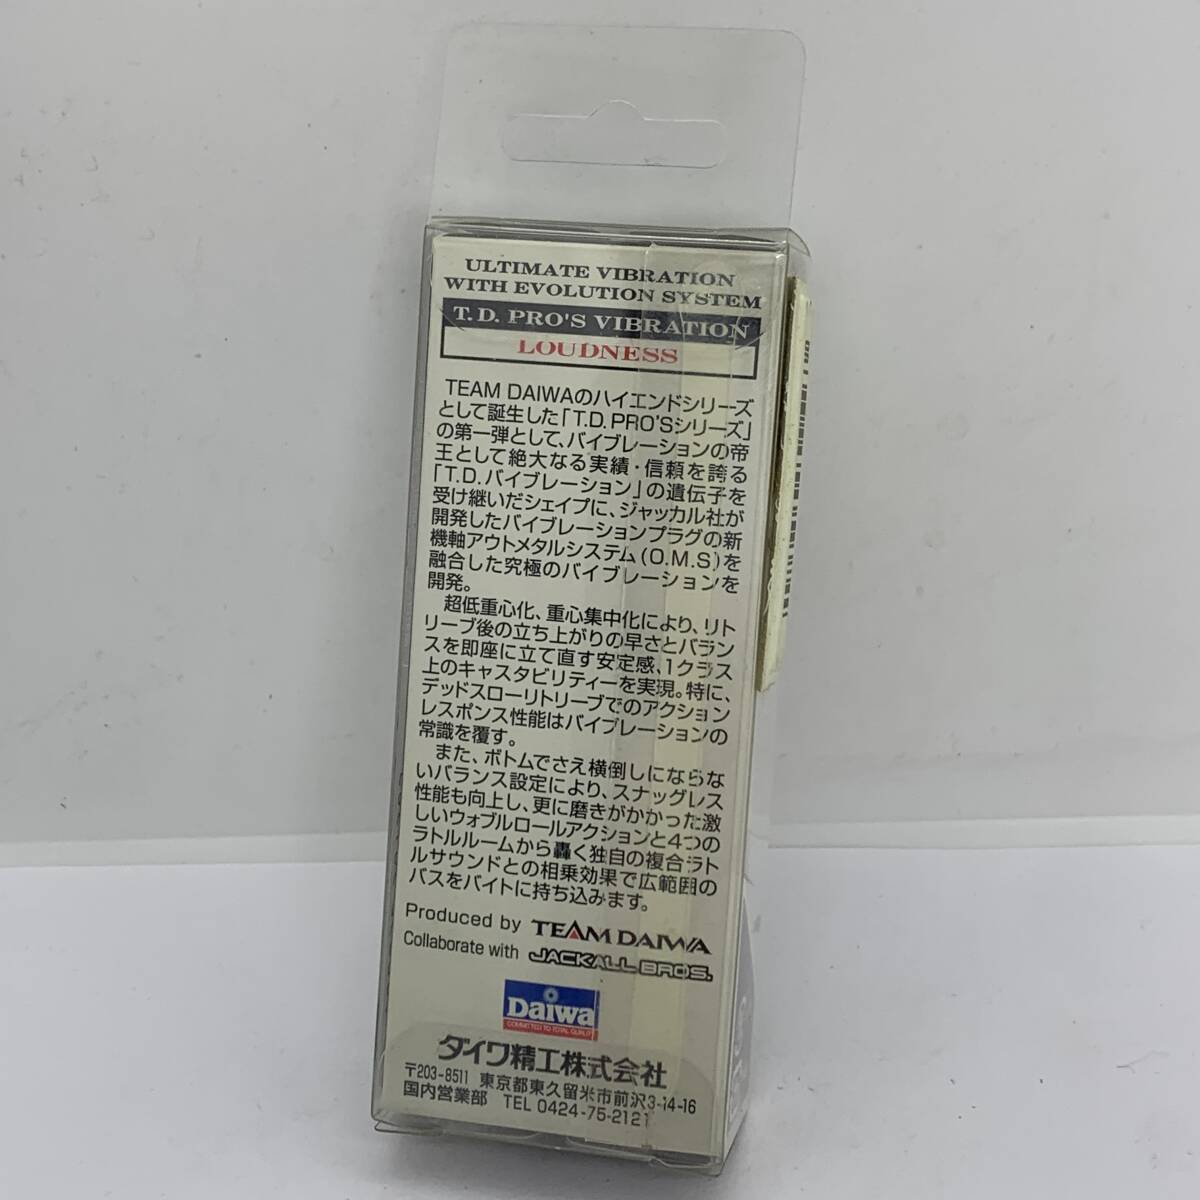 ULTIMATE VIBRATION
WITH EVOLUTION SYSTEM
T.D. PRO'S VIBRATION
LOUDNESS
TEAM DAIWAのハイエンドシリーズ
として誕生した「T.D. PRO'Sシリーズ」
の第一弾として、バイブレーションの帝
王として絶大なる実績・信頼を誇る
「T.D.バイブレーション」の遺伝子を
受け継いだシェイプに、ジャッカル社が
開発したバイブレーションプラグの新
機軸アウトメタルシステム(O.M.S)を
融合した究極のバイブレーションを
開発。
超低重心化、重心集中化により、リト
リーブ後の立ち上がりの早さとバラン
スを即座に立て直す安定感、1クラス
上のキャスタビリティーを実現。特に、
デッドスローリトリーブでのアクション
レスポンス性能はバイブレーションの
常識を覆す。
また、ボトムでさえ横倒しにならな
いバランス設定により、スナッグレス
性能も向上し、更に磨きがかかった激
しいウォブルロールアクションと4つの
ラトルルームから轟く独自の複合ラト
ルサウンドとの相乗効果で広範囲の
バスをバイトに持ち込みます。
Produced by TEAM DAIWA
Collaborate with JACKALL BROS.
Daiwa
COMMITTED TO TOTAL QUALITY
ダイワ精工株式会社
〒203-8511 東京都東久留米市前沢3-14-16
国内営業部 TEL 0424-75-2121